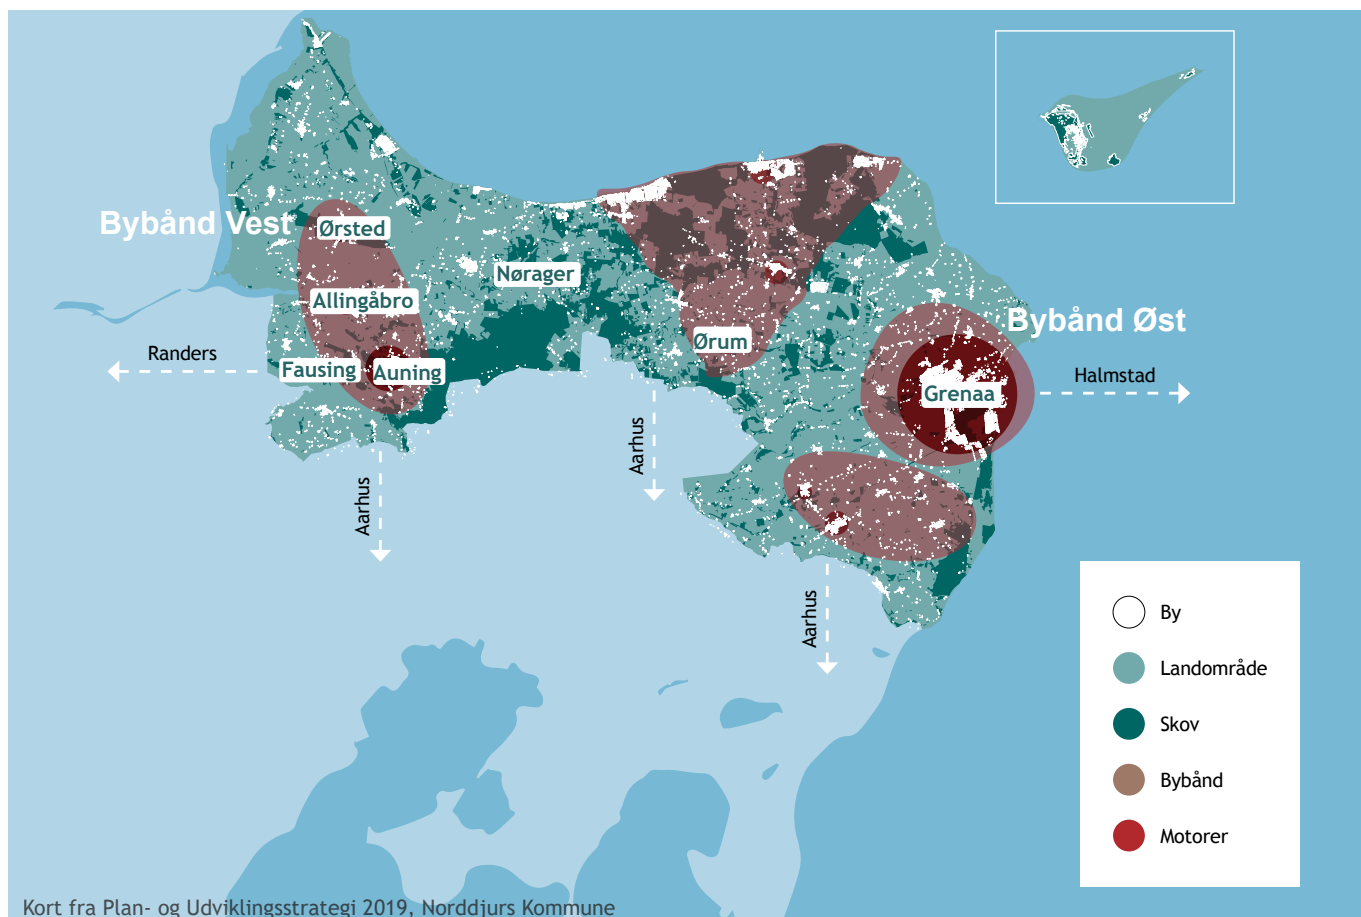 Bybånd Vest
Ørsted
Nørager
Allingåbro
Ørum
Bybånd Øst
Randers
Fausing
Auning
Grenaa
Halmstad
Aarhus
Aarhus
Aarhus
By
Landområde
Skov
Bybånd
Motorer
Kort fra Plan- og Udviklingsstrategi 2019, Norddjurs Kommune